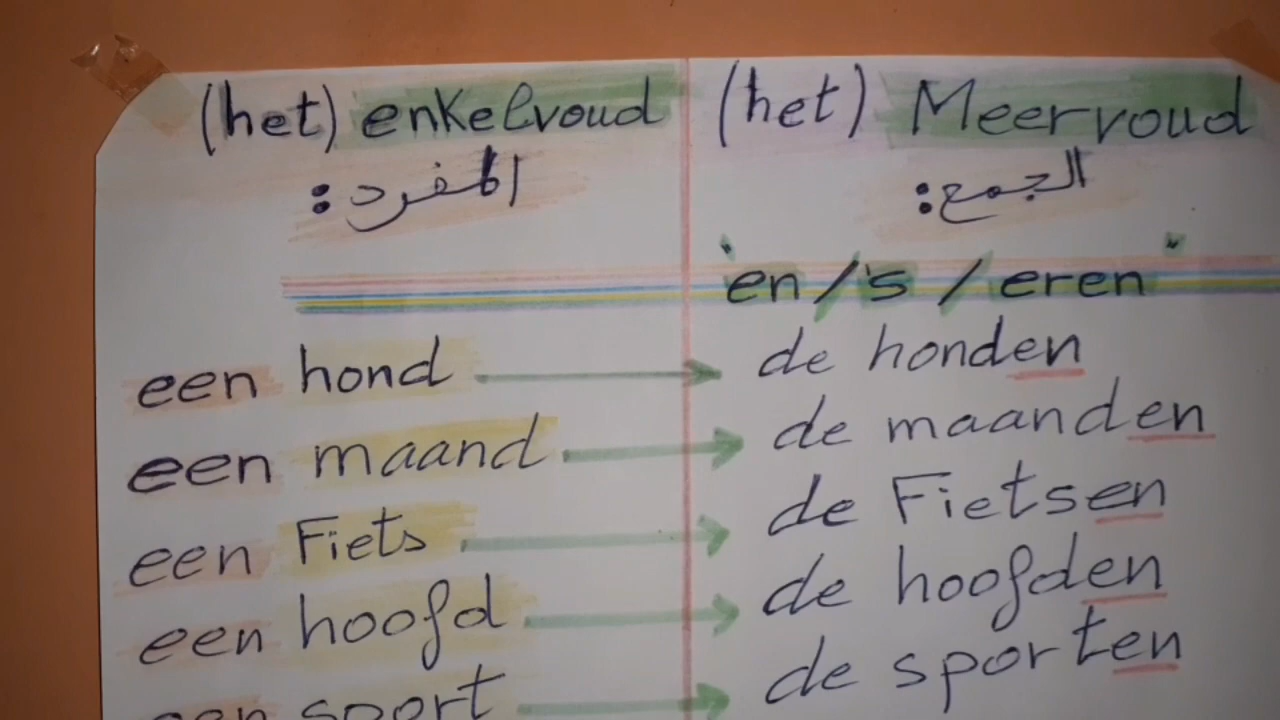 (het) enkelvoud (het) Meervoud
المفرد: الجمع:
"en / s / eren"
een hond de honden
een maand de maanden
een Fiets de Fietsen
een hoofd de hoofden
een sport de sporten